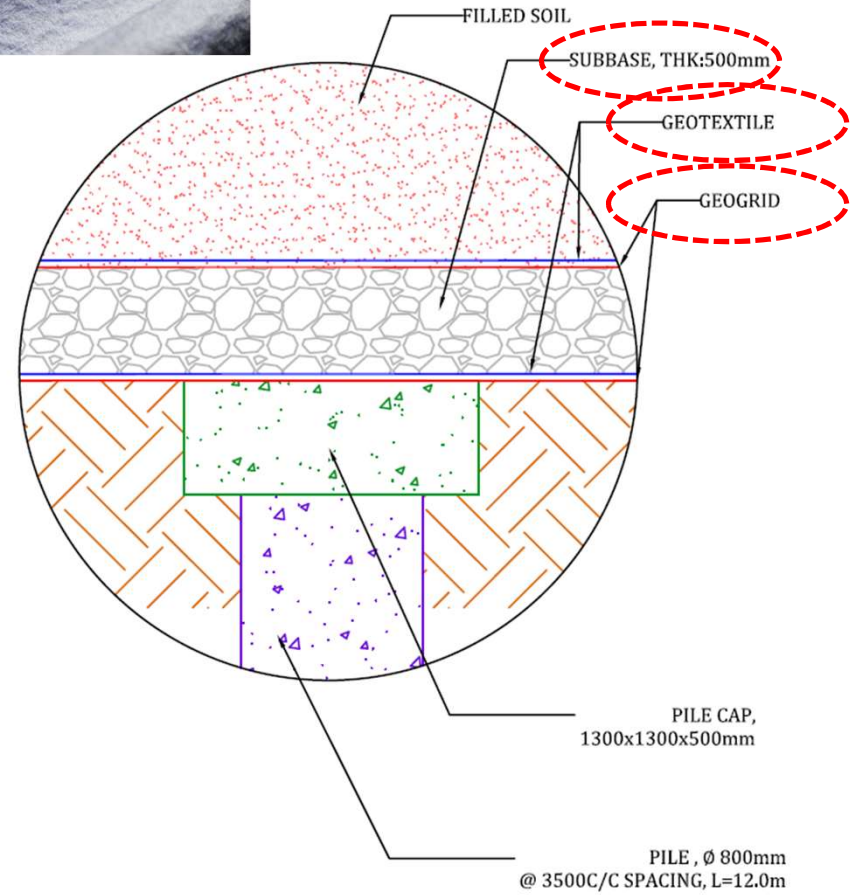 FILLED SOIL
SUBBASE, THK:500mm
GEOTEXTILE
GEOGRID
PILE CAP,
1300x1300x500mm
PILE , Ø 800mm
@ 3500C/C SPACING, L=12.0m